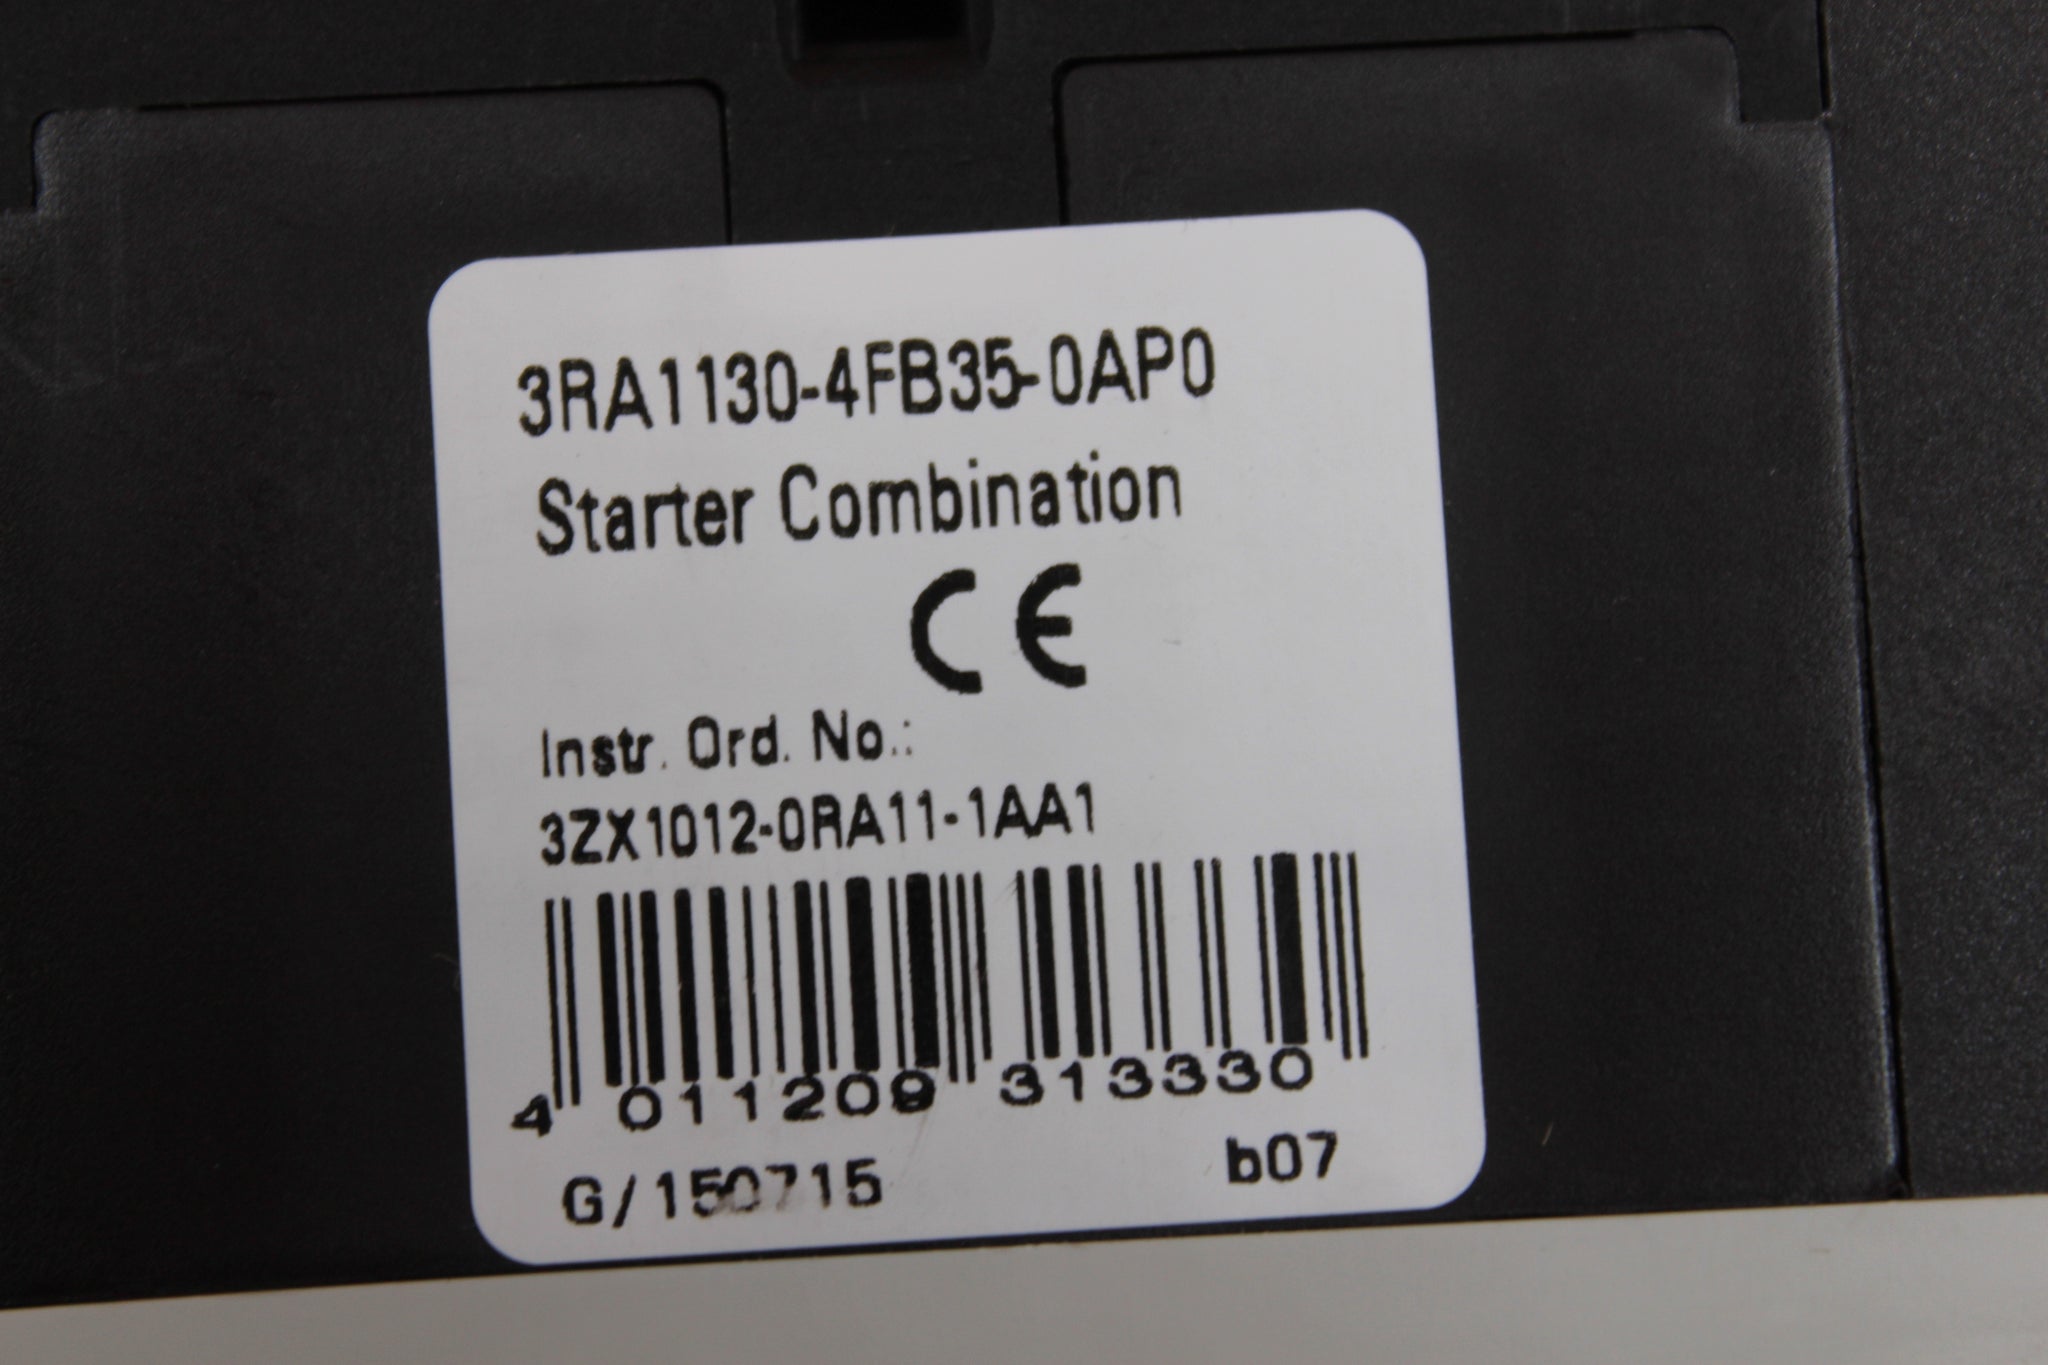 3RA1130-4FB35-0AP0
Starter Combination
CE
Instr. Ord. No.:
3ZX1012-0RA11-1AA1
4 011209 313330
G/150715 b07